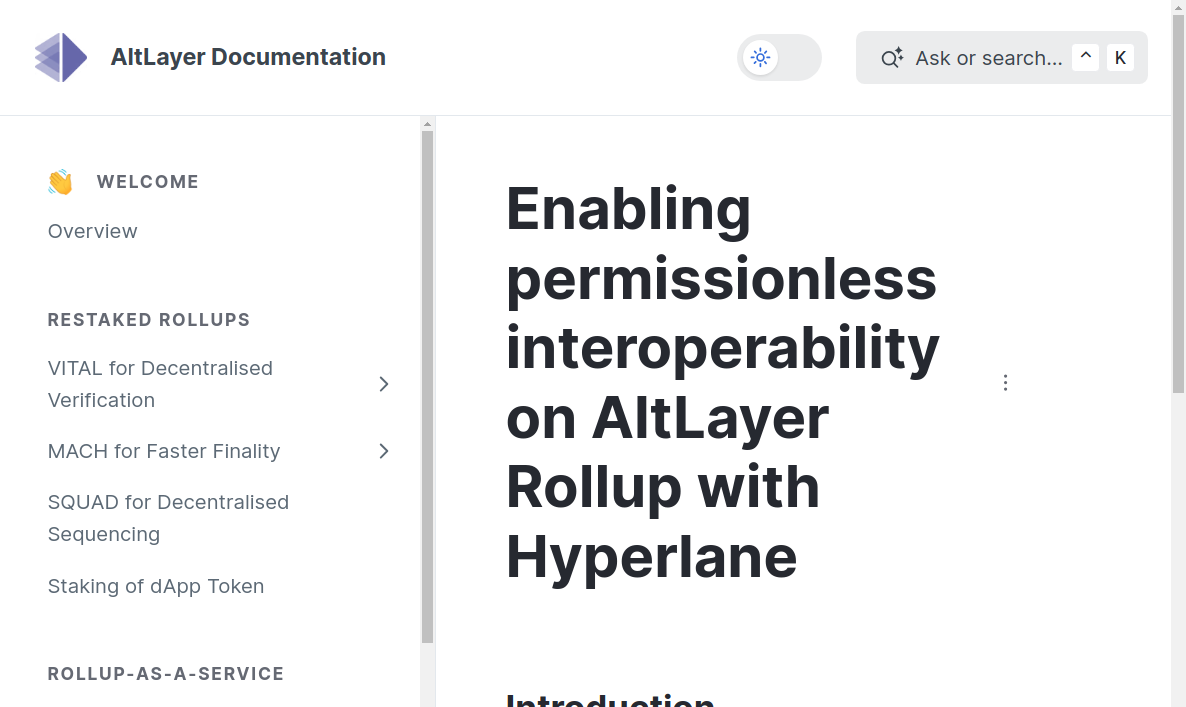 AltLayer Documentation
Ask or search... ^ K
WELCOME
Overview
RESTAKED ROLLUPS
VITAL for Decentralised
Verification
MACH for Faster Finality
SQUAD for Decentralised
Sequencing
Staking of dApp Token
ROLLUP-AS-A-SERVICE
Enabling
permissionless
interoperability
on AltLayer
Rollup with
Hyperlane
Introduction